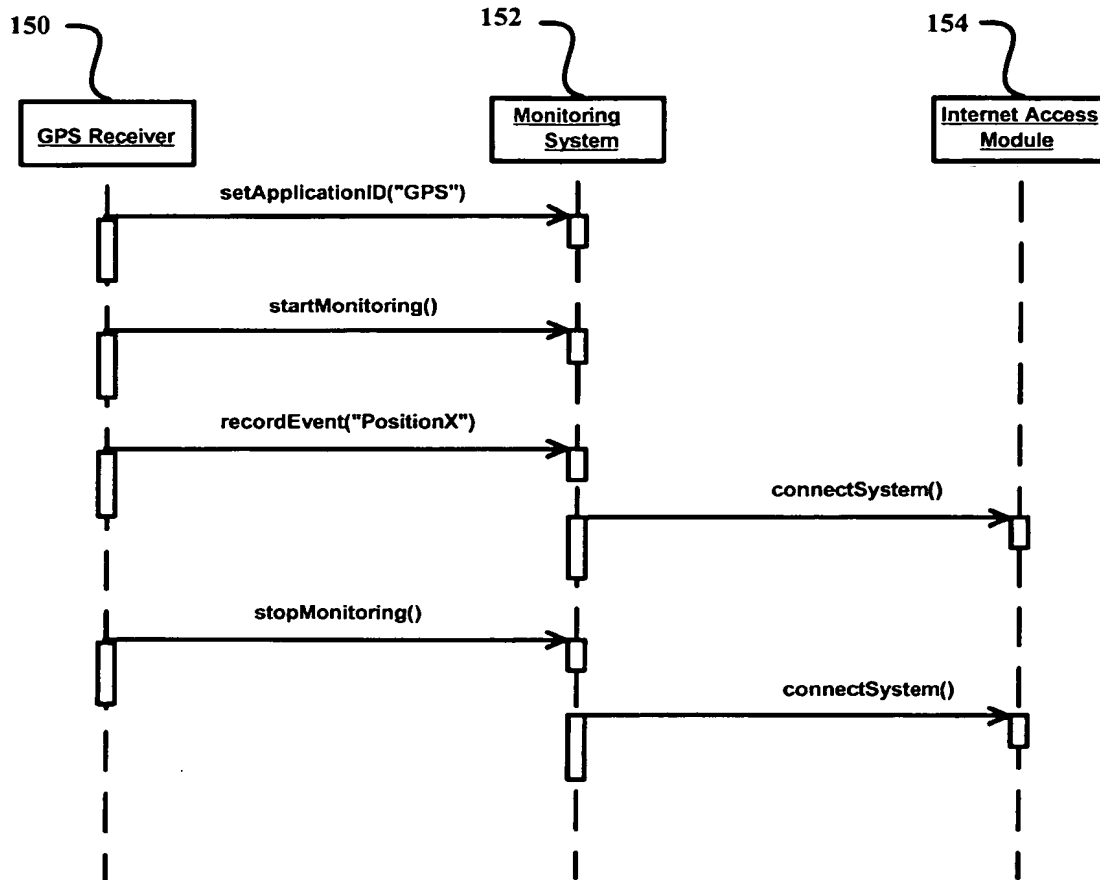 150
152
154
GPS Receiver
Monitoring
System
Internet Access
Module
setApplicationID("GPS")
startMonitoring()
recordEvent("PositionX")
connectSystem()
stopMonitoring()
connectSystem()